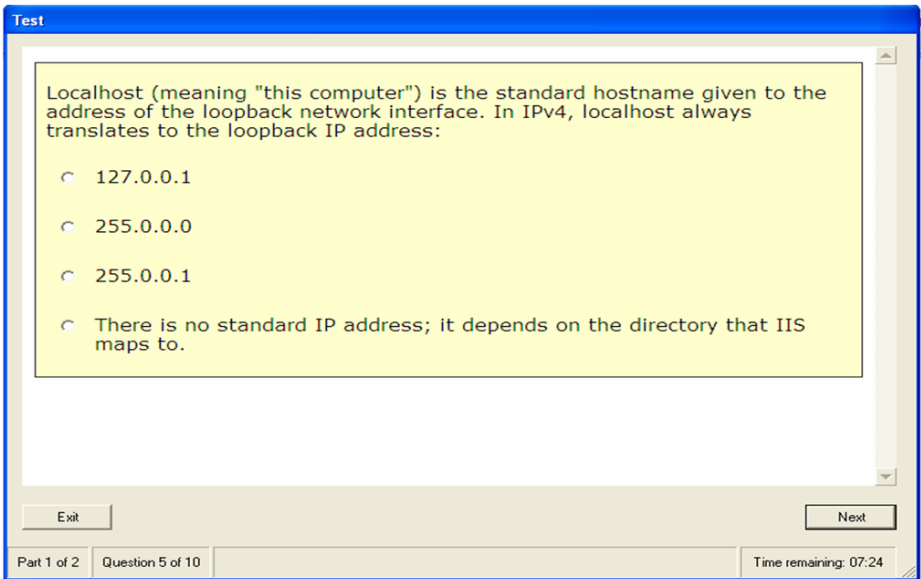 Test
Localhost (meaning "this computer") is the standard hostname given to the
address of the loopback network interface. In IPv4, localhost always
translates to the loopback IP address:
127.0.0.1
255.0.0.0
255.0.0.1
There is no standard IP address; it depends on the directory that IIS
maps to.
Exit
Next
Part 1 of 2
Question 5 of 10
Time remaining: 07:24